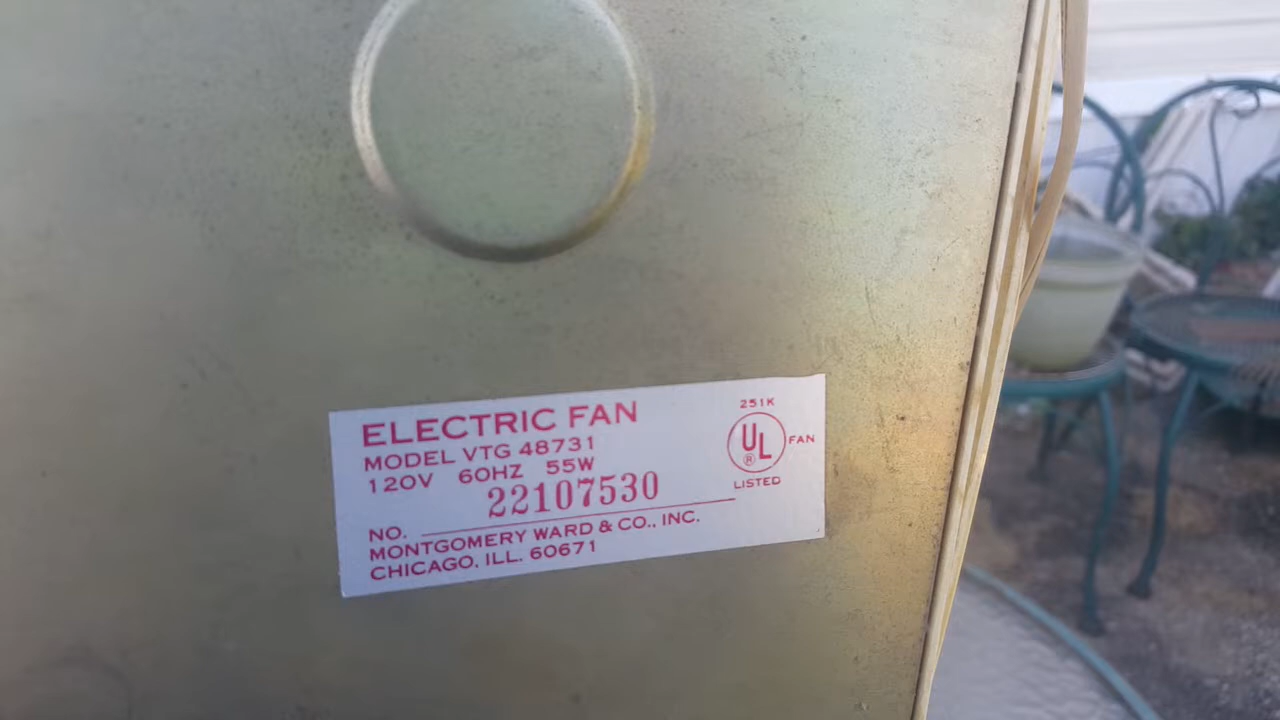 ELECTRIC FAN
MODEL VTG 48731
120V 60HZ 55W
NO. 22107530
MONTGOMERY WARD & CO., INC.
CHICAGO, ILL. 60671
251K
UL
®
FAN
LISTED